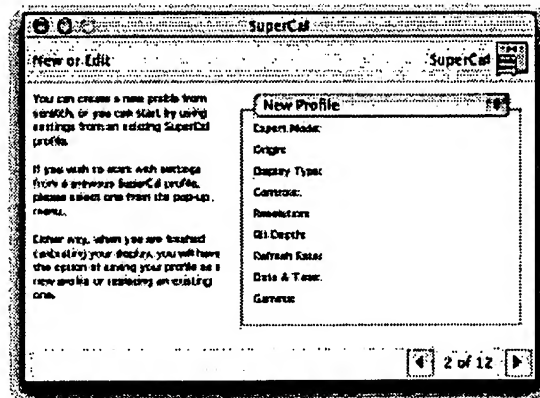 SuperCal
New or Edit
SuperCal
You can create a new profile from
scratch, or you can start by using
settings from an existing SuperCal
profile.
If you wish to start with settings
from a previous SuperCal profile,
please select one from the pop-up
menu.
Either way, when you are finished
calibrating your display, you will have
the option of saving your profile as a
new profile or replacing an existing
one.
New Profile
Expert Mode:
Origin:
Display Type:
Controls:
Resolution:
Bit Depth:
Refresh Rate:
Date & Time:
Gamma:
2 of 12